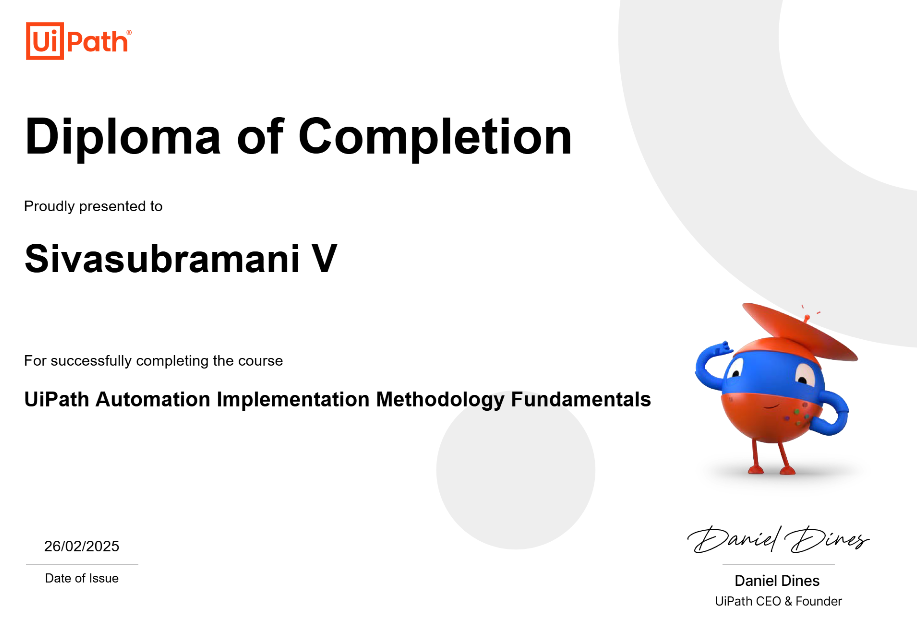 UiPath®
Diploma of Completion
Proudly presented to
Sivasubramani V
For successfully completing the course
UiPath Automation Implementation Methodology Fundamentals
26/02/2025
Date of Issue
Daniel Dines
Daniel Dines
UiPath CEO & Founder